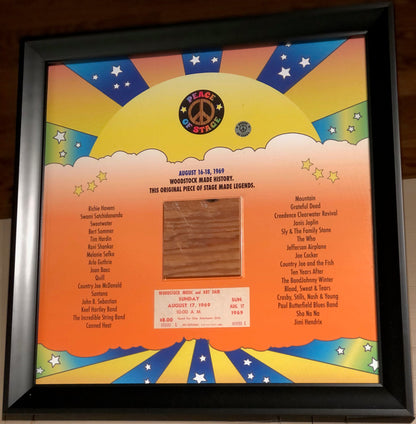 PEACE
OF STAGE
AUGUST 16-18, 1969
WOODSTOCK MADE HISTORY.
THIS ORIGINAL PIECE OF STAGE MADE LEGENDS.
Richie Havens
Swami Satchidananda
Sweetwater
Bert Sommer
Tim Hardin
Ravi Shankar
Melanie Safka
Arlo Guthrie
Joan Baez
Quill
Country Joe McDonald
Santana
John B. Sebastian
Keef Hartley Band
The Incredible String Band
Canned Heat
Mountain
Grateful Dead
Creedence Clearwater Revival
Janis Joplin
Sly & The Family Stone
The Who
Jefferson Airplane
Joe Cocker
Country Joe and the Fish
Ten Years After
The Band/Johnny Winter
Blood, Sweat & Tears
Crosby, Stills, Nash & Young
Paul Butterfield Blues Band
Sha Na Na
Jimi Hendrix
WOODSTOCK MUSIC and ART FAIR
SUNDAY
AUGUST 17, 1969
10:00 A.M.
$8.00
SUN.
AUG. 17
1969